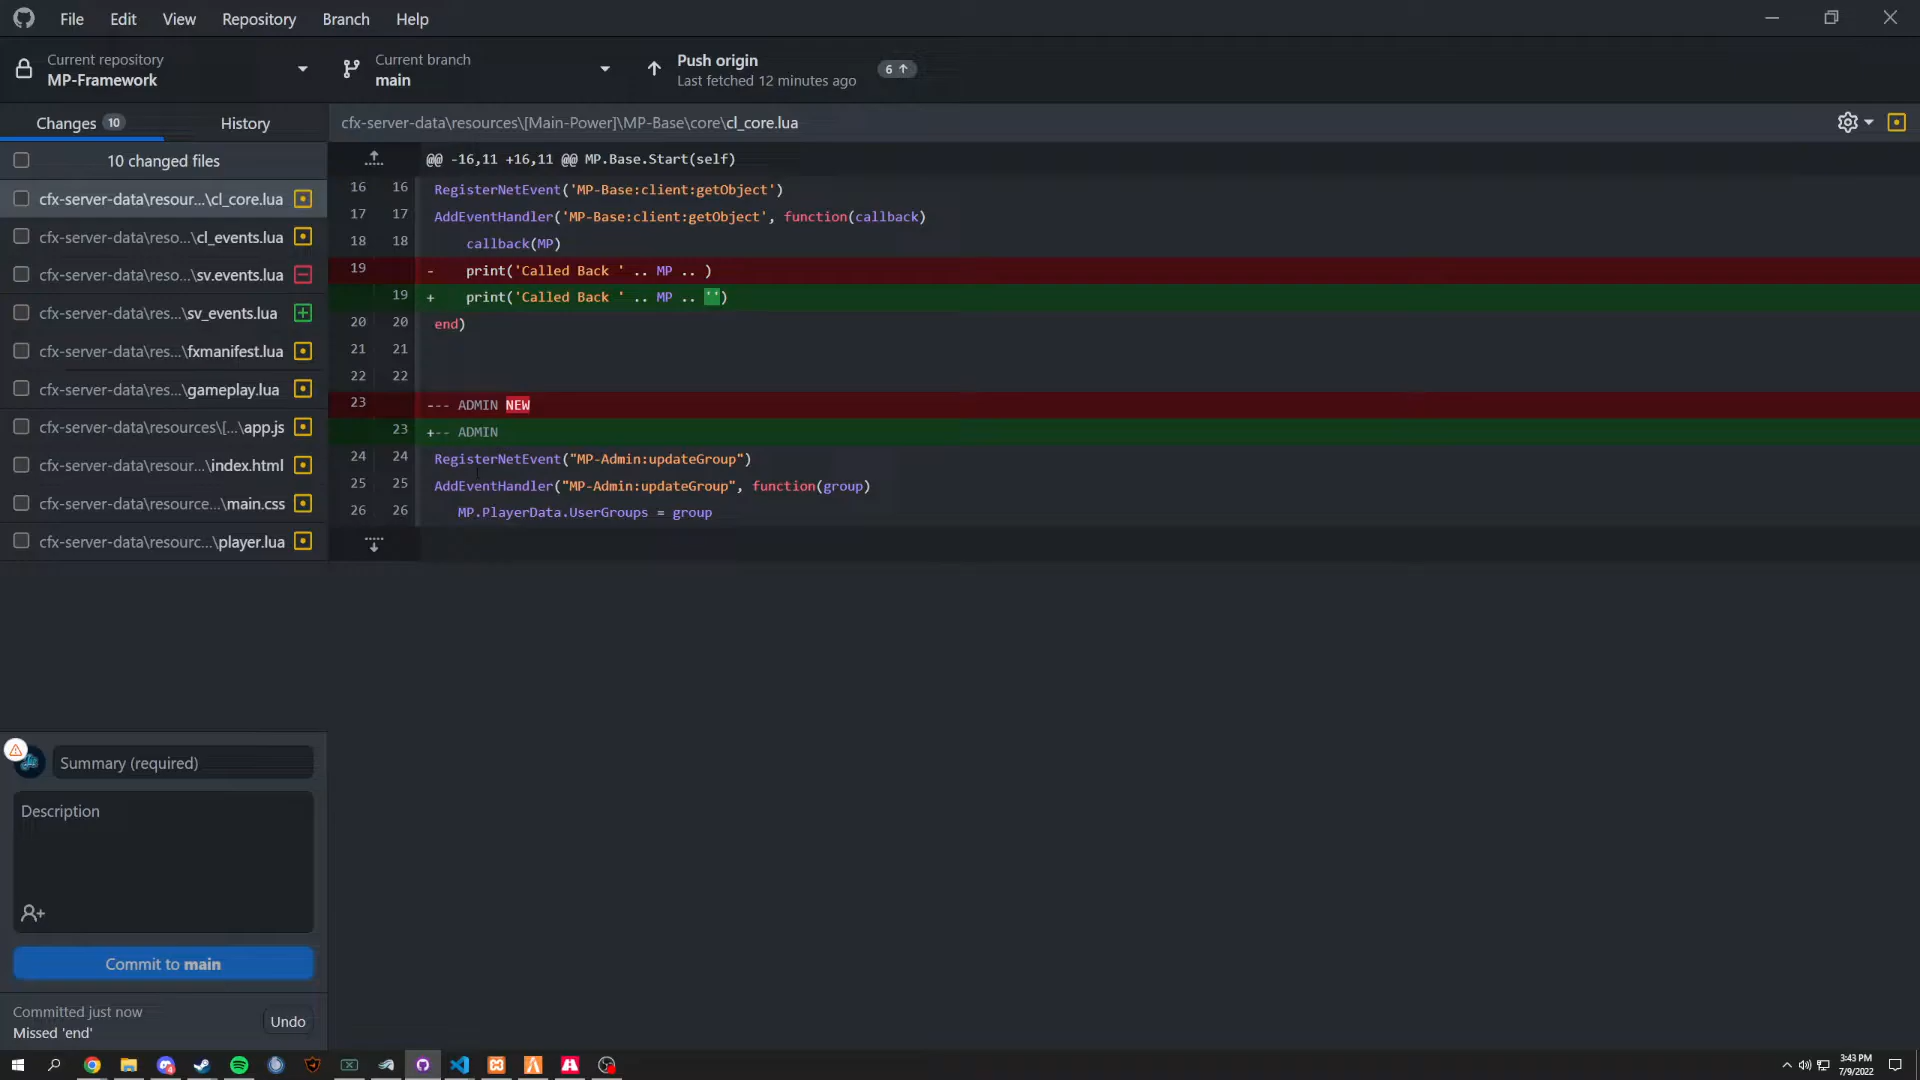 File Edit View Repository Branch Help
Current repository
MP-Framework
Current branch
main
Push origin
Last fetched 12 minutes ago
6
Changes 10
History
cfx-server-data\resources\[Main-Power]\MP-Base\core\cl_core.lua
10 changed files
@@ -16,11 +16,11 @@ MP.Base.Start(self)
cfx-server-data\resour...\cl_core.lua
cfx-server-data\reso...\cl_events.lua
cfx-server-data\reso...\sv.events.lua
cfx-server-data\res...\sv_events.lua
cfx-server-data\res...\fxmanifest.lua
cfx-server-data\res...\gameplay.lua
cfx-server-data\resources\[...\app.js
cfx-server-data\resour...\index.html
cfx-server-data\resource...\main.css
cfx-server-data\resourc...\player.lua
16 16 RegisterNetEvent('MP-Base:client:getObject')
17 17 AddEventHandler('MP-Base:client:getObject', function(callback)
18 18 callback(MP)
19 - print('Called Back ' .. MP .. )
19 + print('Called Back ' .. MP .. '')
20 20 end)
21 21
22 22
23 --- ADMIN NEW
23 +-- ADMIN
24 24 RegisterNetEvent("MP-Admin:updateGroup")
25 25 AddEventHandler("MP-Admin:updateGroup", function(group)
26 26 MP.PlayerData.UserGroups = group
Summary (required)
Description
Commit to main
Committed just now
Missed 'end'
Undo
3:43 PM
7/9/2022